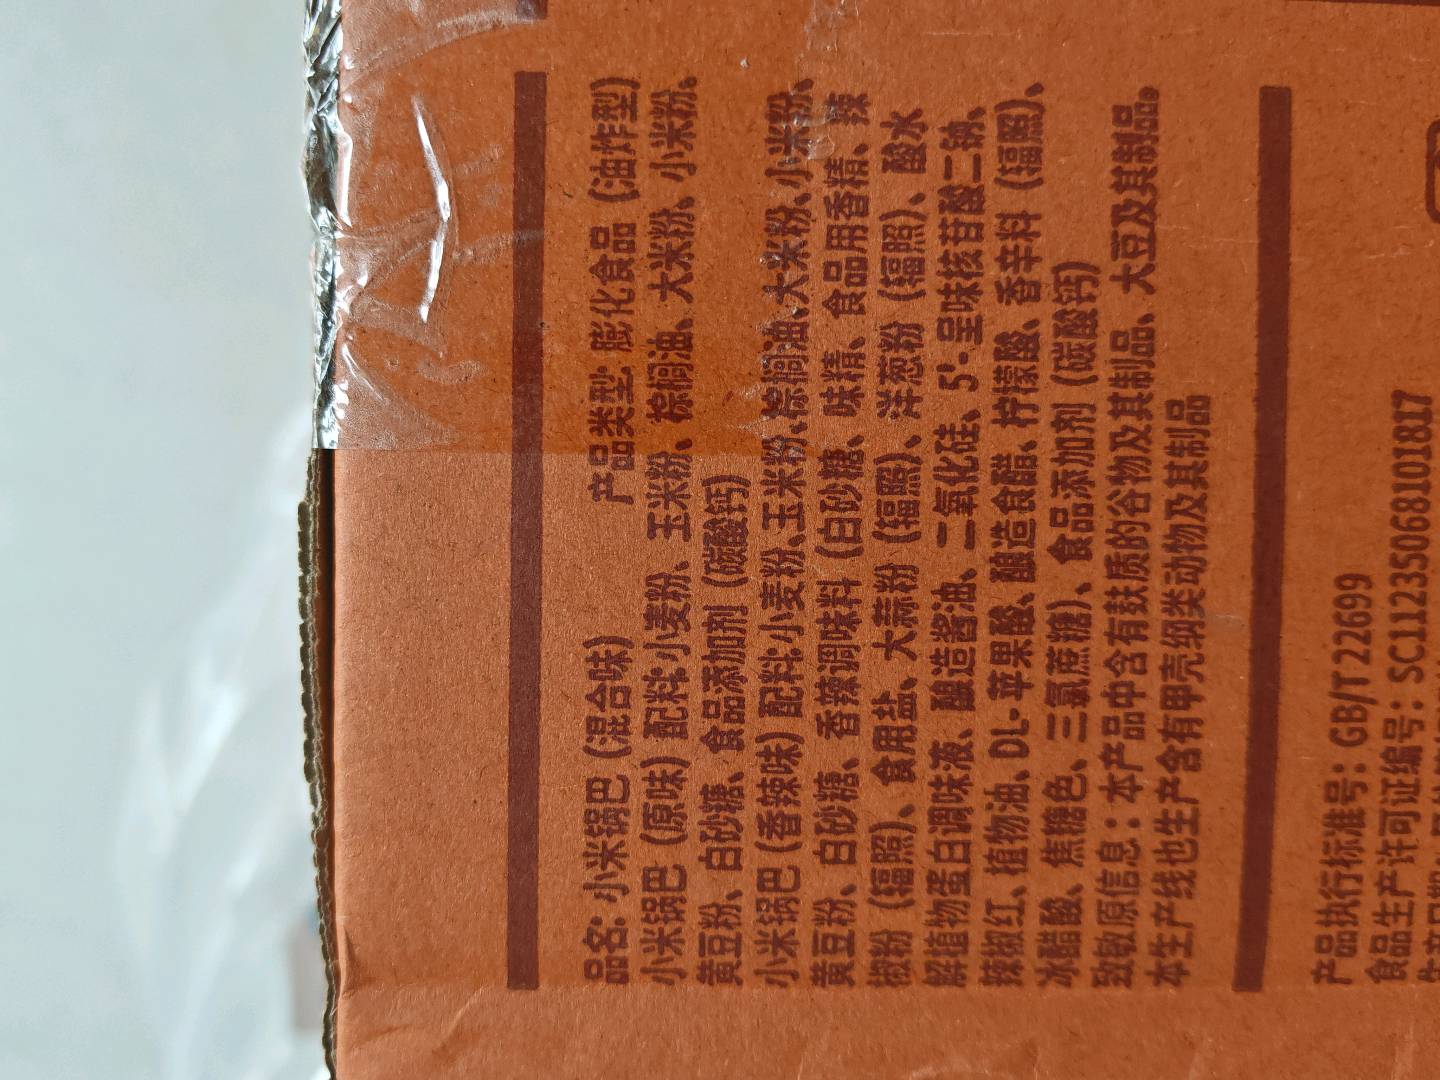 品名：小米锅巴（混合味） 产品类型：膨化食品（油炸型）
小米锅巴（原味）配料：小麦粉、玉米粉、棕榈油、大米粉、小米粉、
黄豆粉、白砂糖、食品添加剂（碳酸钙）
小米锅巴（香辣味）配料：小麦粉、玉米粉、棕榈油、大米粉、小米粉、
黄豆粉、白砂糖、香辣调味料（白砂糖、味精、食品用香精、辣
椒粉（辐照）、食用盐、大蒜粉（辐照）、洋葱粉（辐照）、酸水
解植物蛋白调味液、酿造酱油、二氧化硅、5'-呈味核苷酸二钠、
辣椒红、植物油、DL-苹果酸、酿造食醋、柠檬酸、香辛料（辐照）、
冰醋酸、焦糖色、三氯蔗糖）、食品添加剂（碳酸钙）
致敏原信息：本产品中含有麸质的谷物及其制品、大豆及其制品。
本生产线也生产含有甲壳纲类动物及其制品
产品执行标准号：GB/T22699
食品生产许可证编号：SC11235068101817